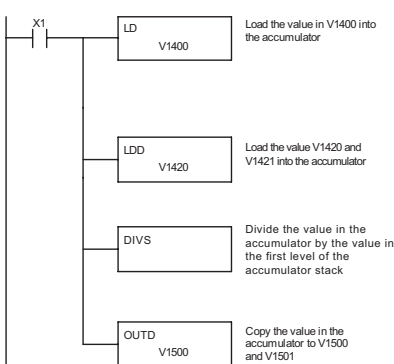 X1
LD
V1400
Load the value in V1400 into
the accumulator
LDD
V1420
Load the value V1420 and
V1421 into the accumulator
DIVS
Divide the value in the
accumulator by the value in
the first level of the
accumulator stack
OUTD
V1500
Copy the value in the
accumulator to V1500
and V1501